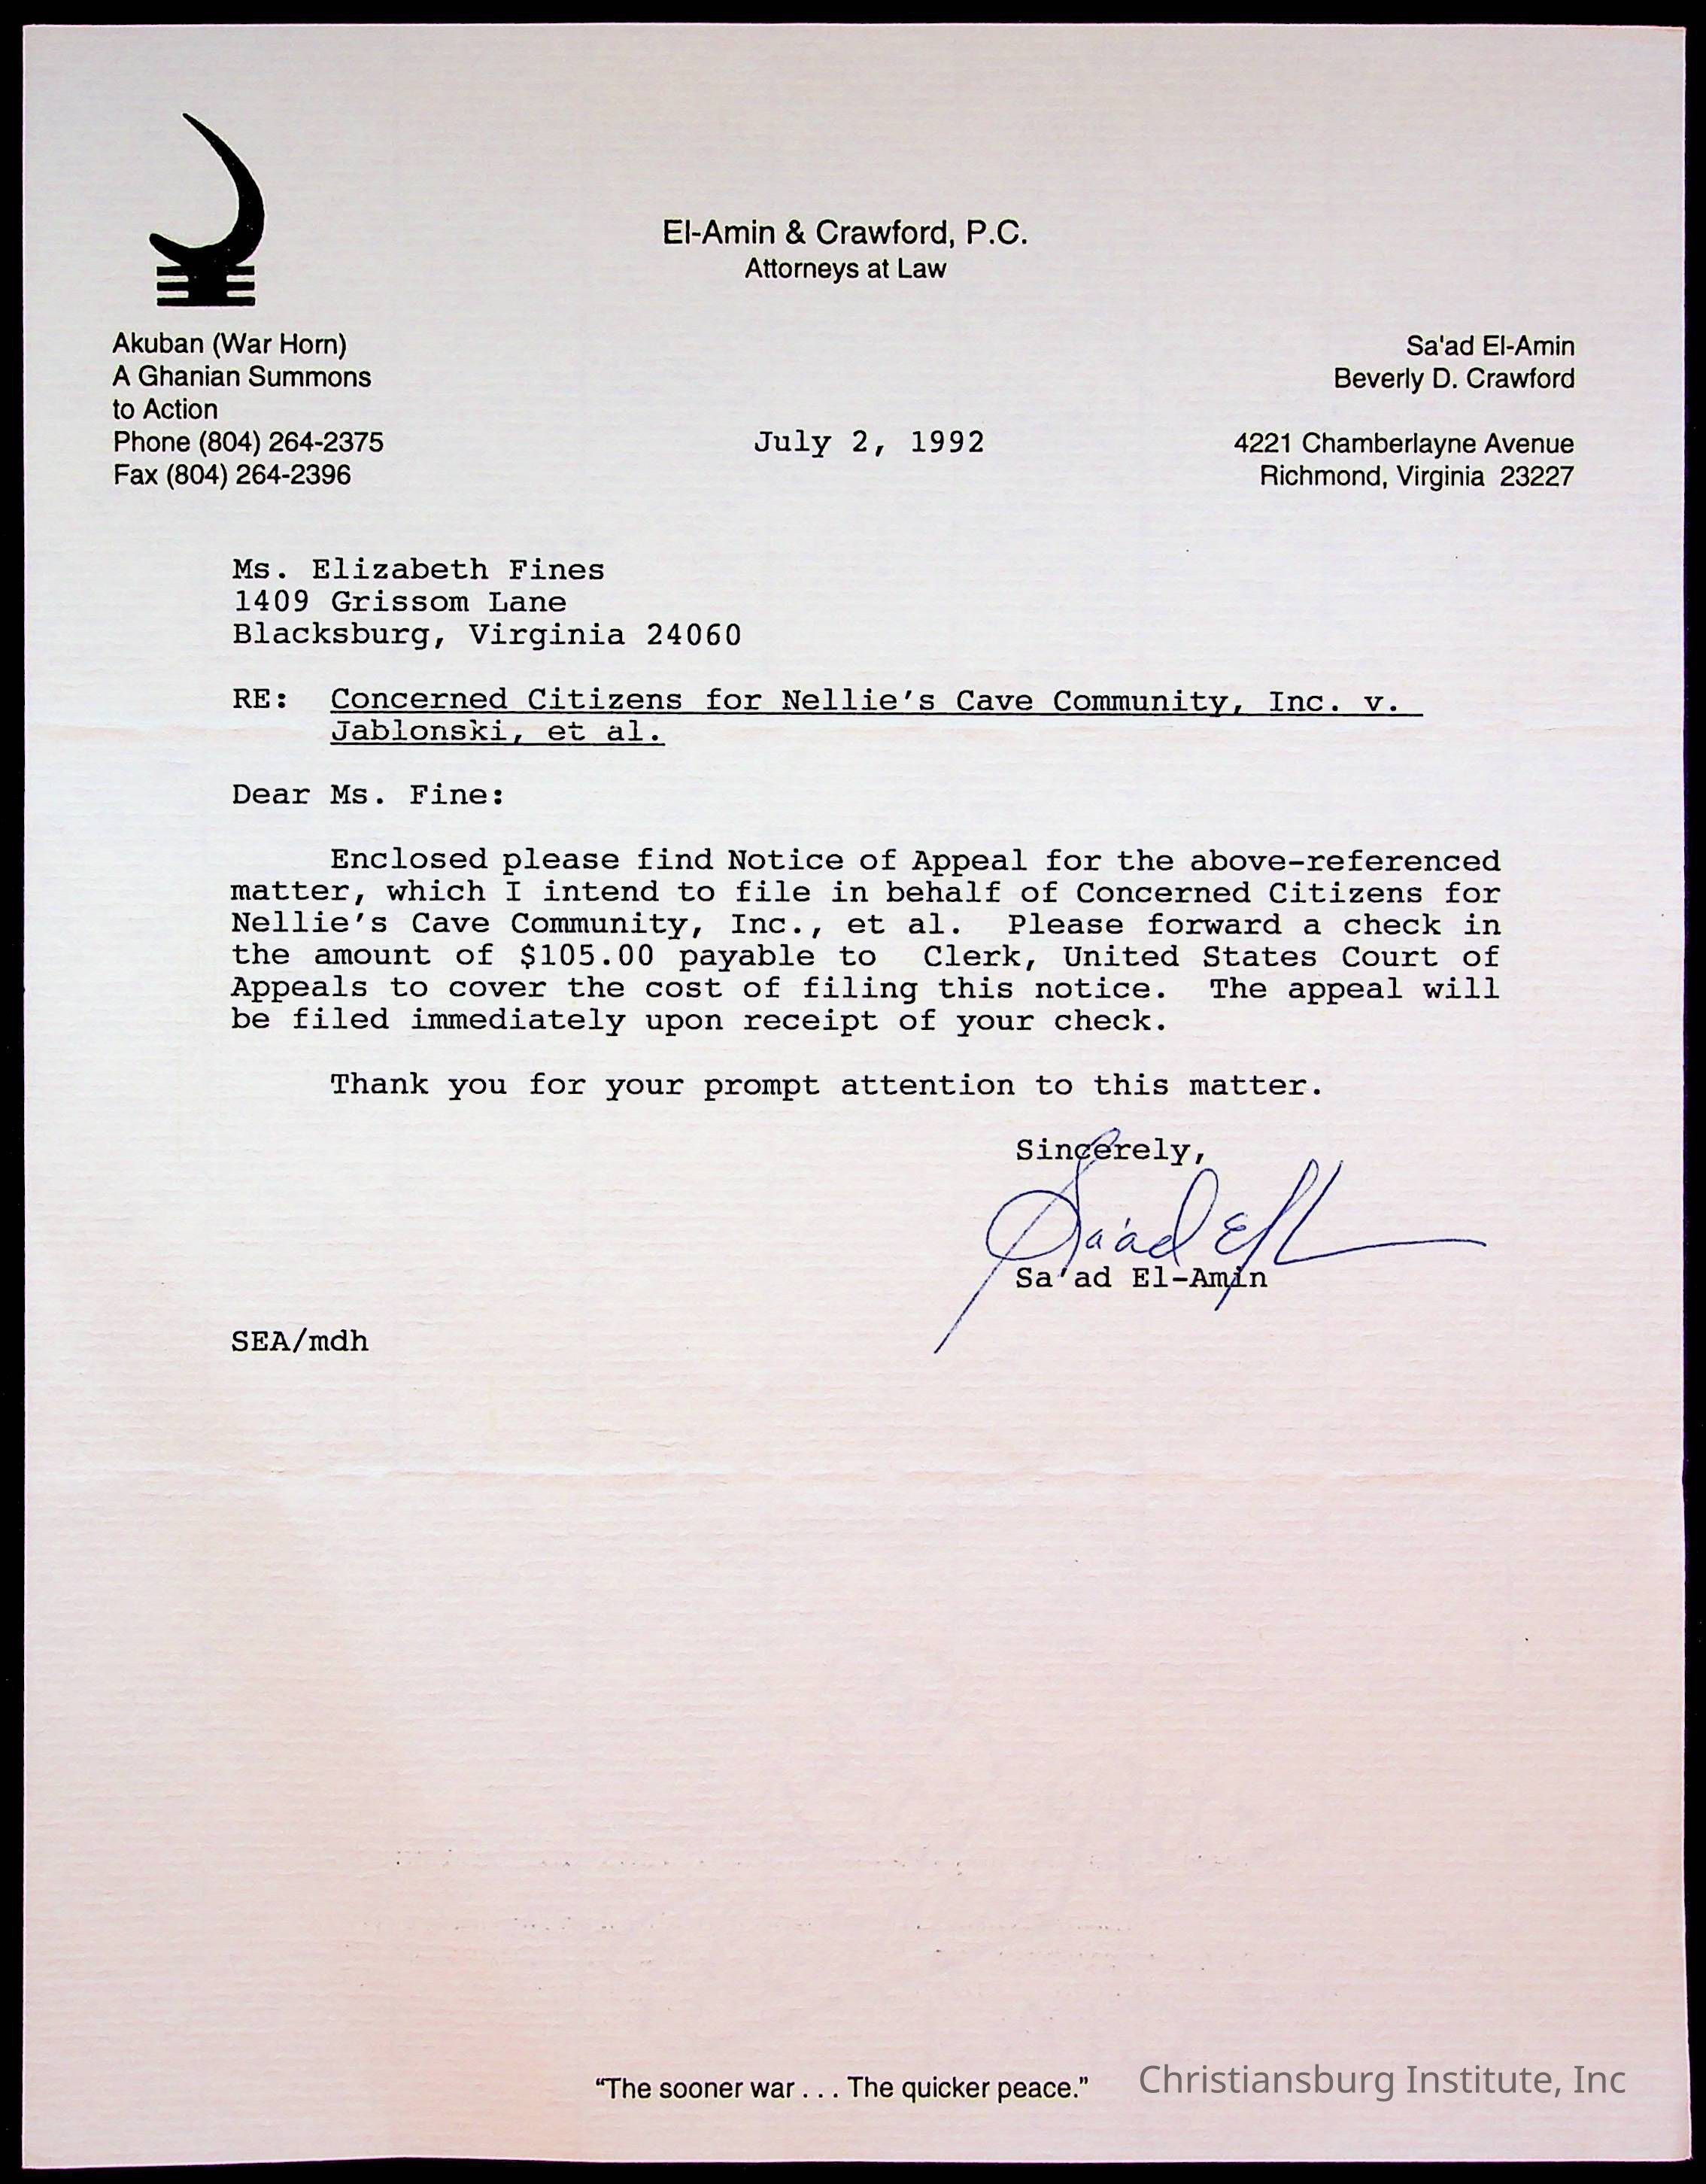 El-Amin & Crawford, P.C.
Attorneys at Law
Akuban (War Horn)
A Ghanian Summons
to Action
Phone (804) 264-2375
Fax (804) 264-2396
Sa'ad El-Amin
Beverly D. Crawford
4221 Chamberlayne Avenue
Richmond, Virginia 23227
July 2, 1992
Ms. Elizabeth Fines
1409 Grissom Lane
Blacksburg, Virginia 24060
RE: Concerned Citizens for Nellie's Cave Community, Inc. v.
Jablonski, et al.
Dear Ms. Fine:
Enclosed please find Notice of Appeal for the above-referenced
matter, which I intend to file in behalf of Concerned Citizens for
Nellie's Cave Community, Inc., et al. Please forward a check in
the amount of $105.00 payable to Clerk, United States Court of
Appeals to cover the cost of filing this notice. The appeal will
be filed immediately upon receipt of your check.
Thank you for your prompt attention to this matter.
Sincerely,
Sa'ad El
Sa'ad El-Amin
SEA/mdh
"The sooner war . . . The quicker peace."
Christiansburg Institute, Inc